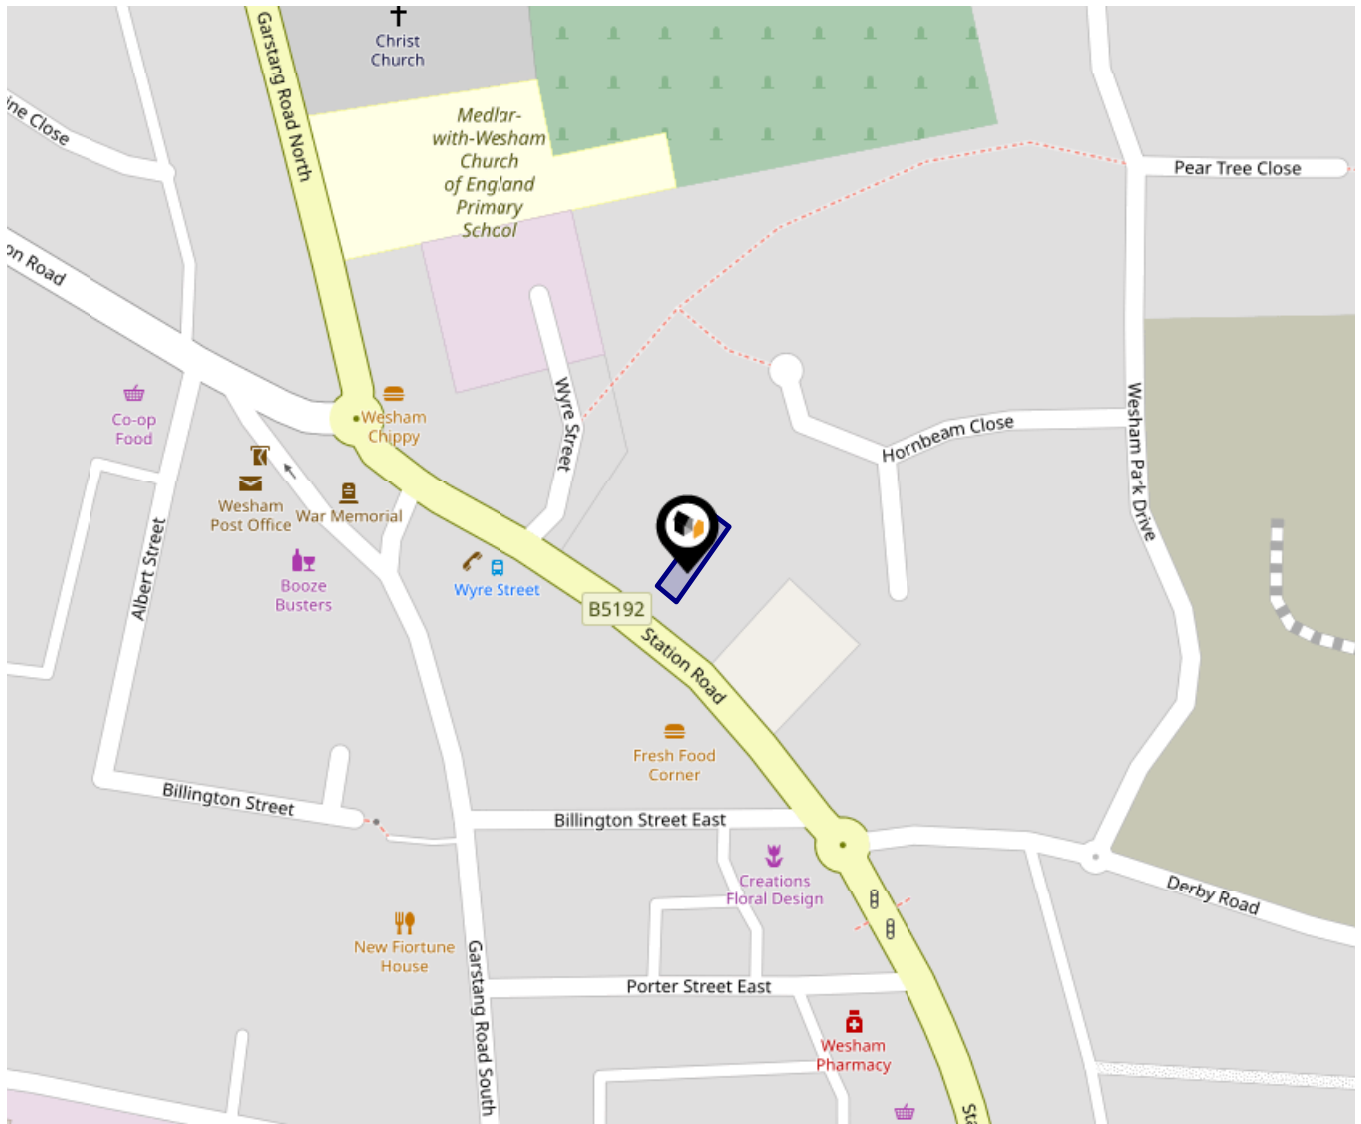 Christ
Church
Garstang Road North
Medlar-
with-Wesham
Church
of England
Primary
School
ine Close
Pear Tree Close
on Road
Wyre Street
Co-op
Food
Wesham
Chippy
Hornbeam Close
Wesham Park Drive
Wesham
Post Office
War Memorial
Albert Street
Booze
Busters
Wyre Street
B5192
Station Road
Fresh Food
Corner
Billington Street
Billington Street East
Creations
Floral Design
Derby Road
New Fiortune
House
Garstang Road South
Porter Street East
Wesham
Pharmacy
Sta